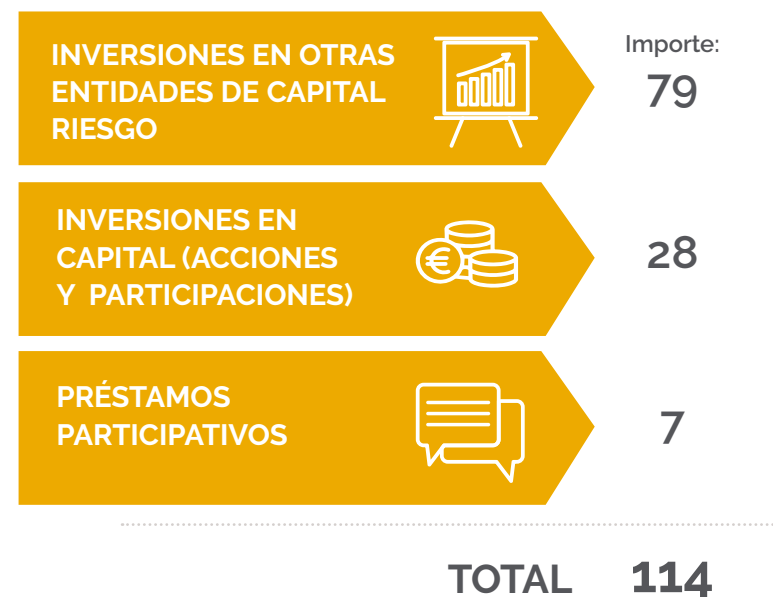 INVERSIONES EN OTRAS
ENTIDADES DE CAPITAL
RIESGO
Importe:
79
INVERSIONES EN
CAPITAL (ACCIONES
Y PARTICIPACIONES)
€
28
PRÉSTAMOS
PARTICIPATIVOS
7
TOTAL 114